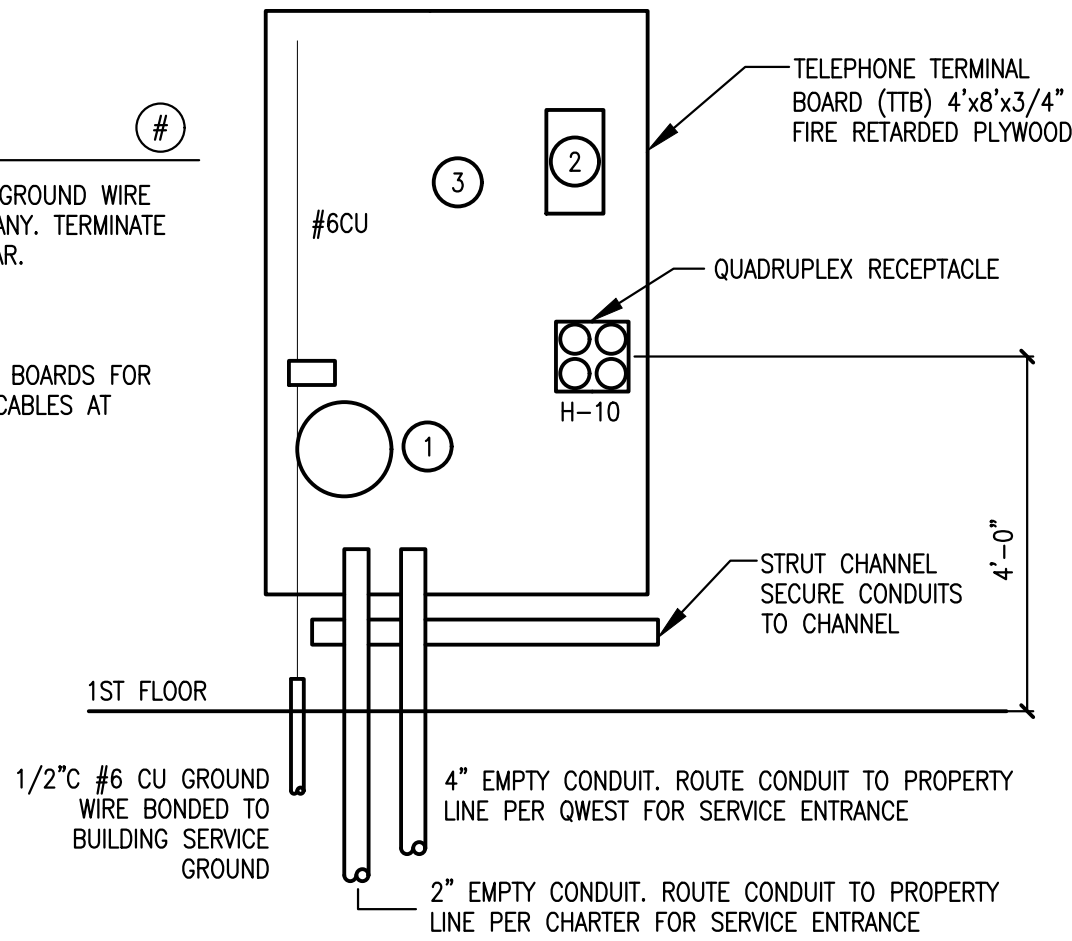 #
GROUND WIRE
ANY. TERMINATE
AR.
BOARDS FOR
CABLES AT
TELEPHONE TERMINAL
BOARD (TTB) 4'x8'x3/4"
FIRE RETARDED PLYWOOD
2
3
#6CU
QUADRUPLEX RECEPTACLE
H-10
1
4'-0"
STRUT CHANNEL
SECURE CONDUITS
TO CHANNEL
1ST FLOOR
1/2"C #6 CU GROUND
WIRE BONDED TO
BUILDING SERVICE
GROUND
4" EMPTY CONDUIT. ROUTE CONDUIT TO PROPERTY
LINE PER QWEST FOR SERVICE ENTRANCE
2" EMPTY CONDUIT. ROUTE CONDUIT TO PROPERTY
LINE PER CHARTER FOR SERVICE ENTRANCE